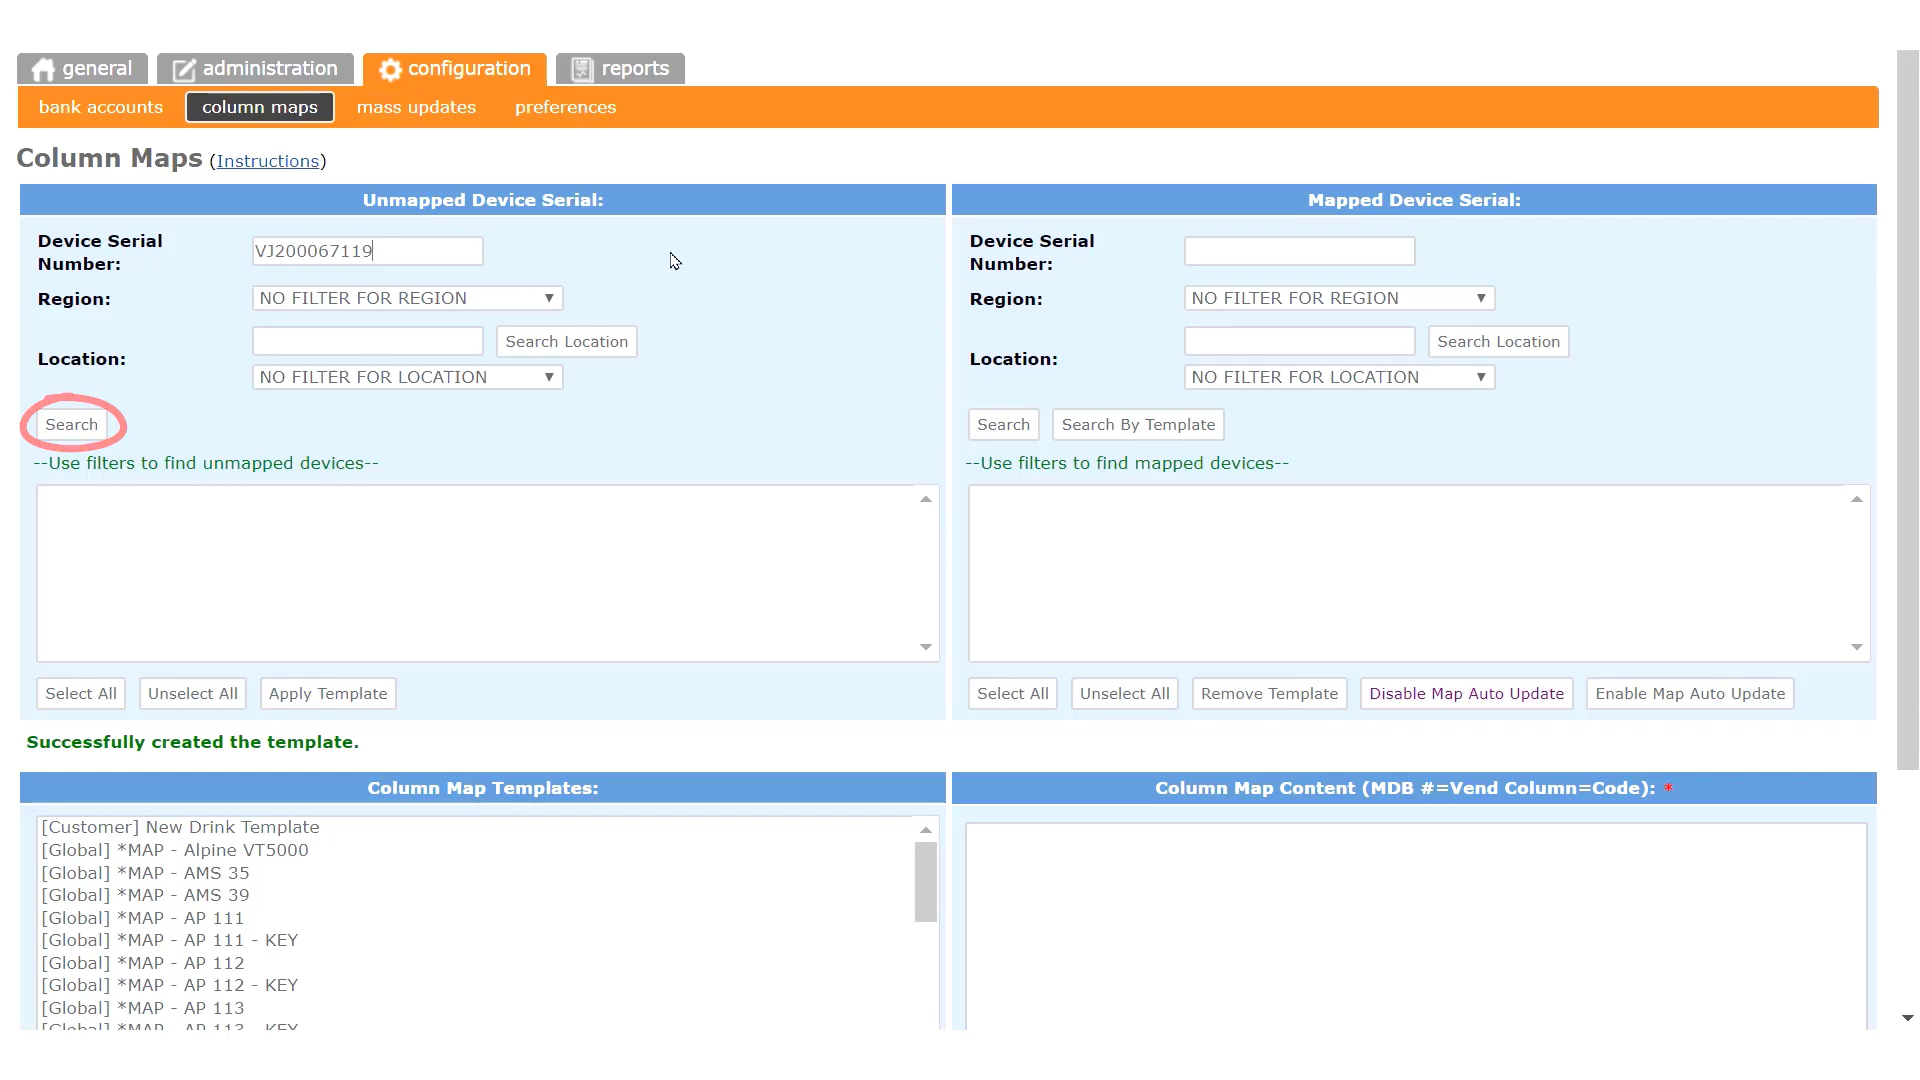 general administration configuration reports
bank accounts column maps mass updates preferences
Column Maps (Instructions)
Unmapped Device Serial:
Device Serial Number:
VJ200067119
Region:
NO FILTER FOR REGION
Location:
Search Location
NO FILTER FOR LOCATION
Search
--Use filters to find unmapped devices--
Select All Unselect All Apply Template
Mapped Device Serial:
Device Serial Number:
Region:
NO FILTER FOR REGION
Location:
Search Location
NO FILTER FOR LOCATION
Search Search By Template
--Use filters to find mapped devices--
Select All Unselect All Remove Template Disable Map Auto Update Enable Map Auto Update
Successfully created the template.
Column Map Templates:
[Customer] New Drink Template
[Global] *MAP - Alpine VT5000
[Global] *MAP - AMS 35
[Global] *MAP - AMS 39
[Global] *MAP - AP 111
[Global] *MAP - AP 111 - KEY
[Global] *MAP - AP 112
[Global] *MAP - AP 112 - KEY
[Global] *MAP - AP 113
[Global] *MAP - AP 113 - KEY
Column Map Content (MDB #=Vend Column=Code): *